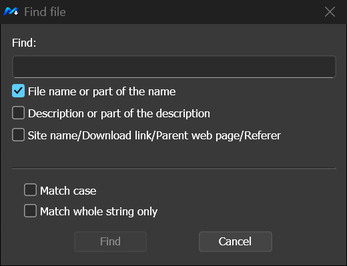 Find file
Find:
File name or part of the name
Description or part of the description
Site name/Download link/Parent web page/Referer
Match case
Match whole string only
Find
Cancel